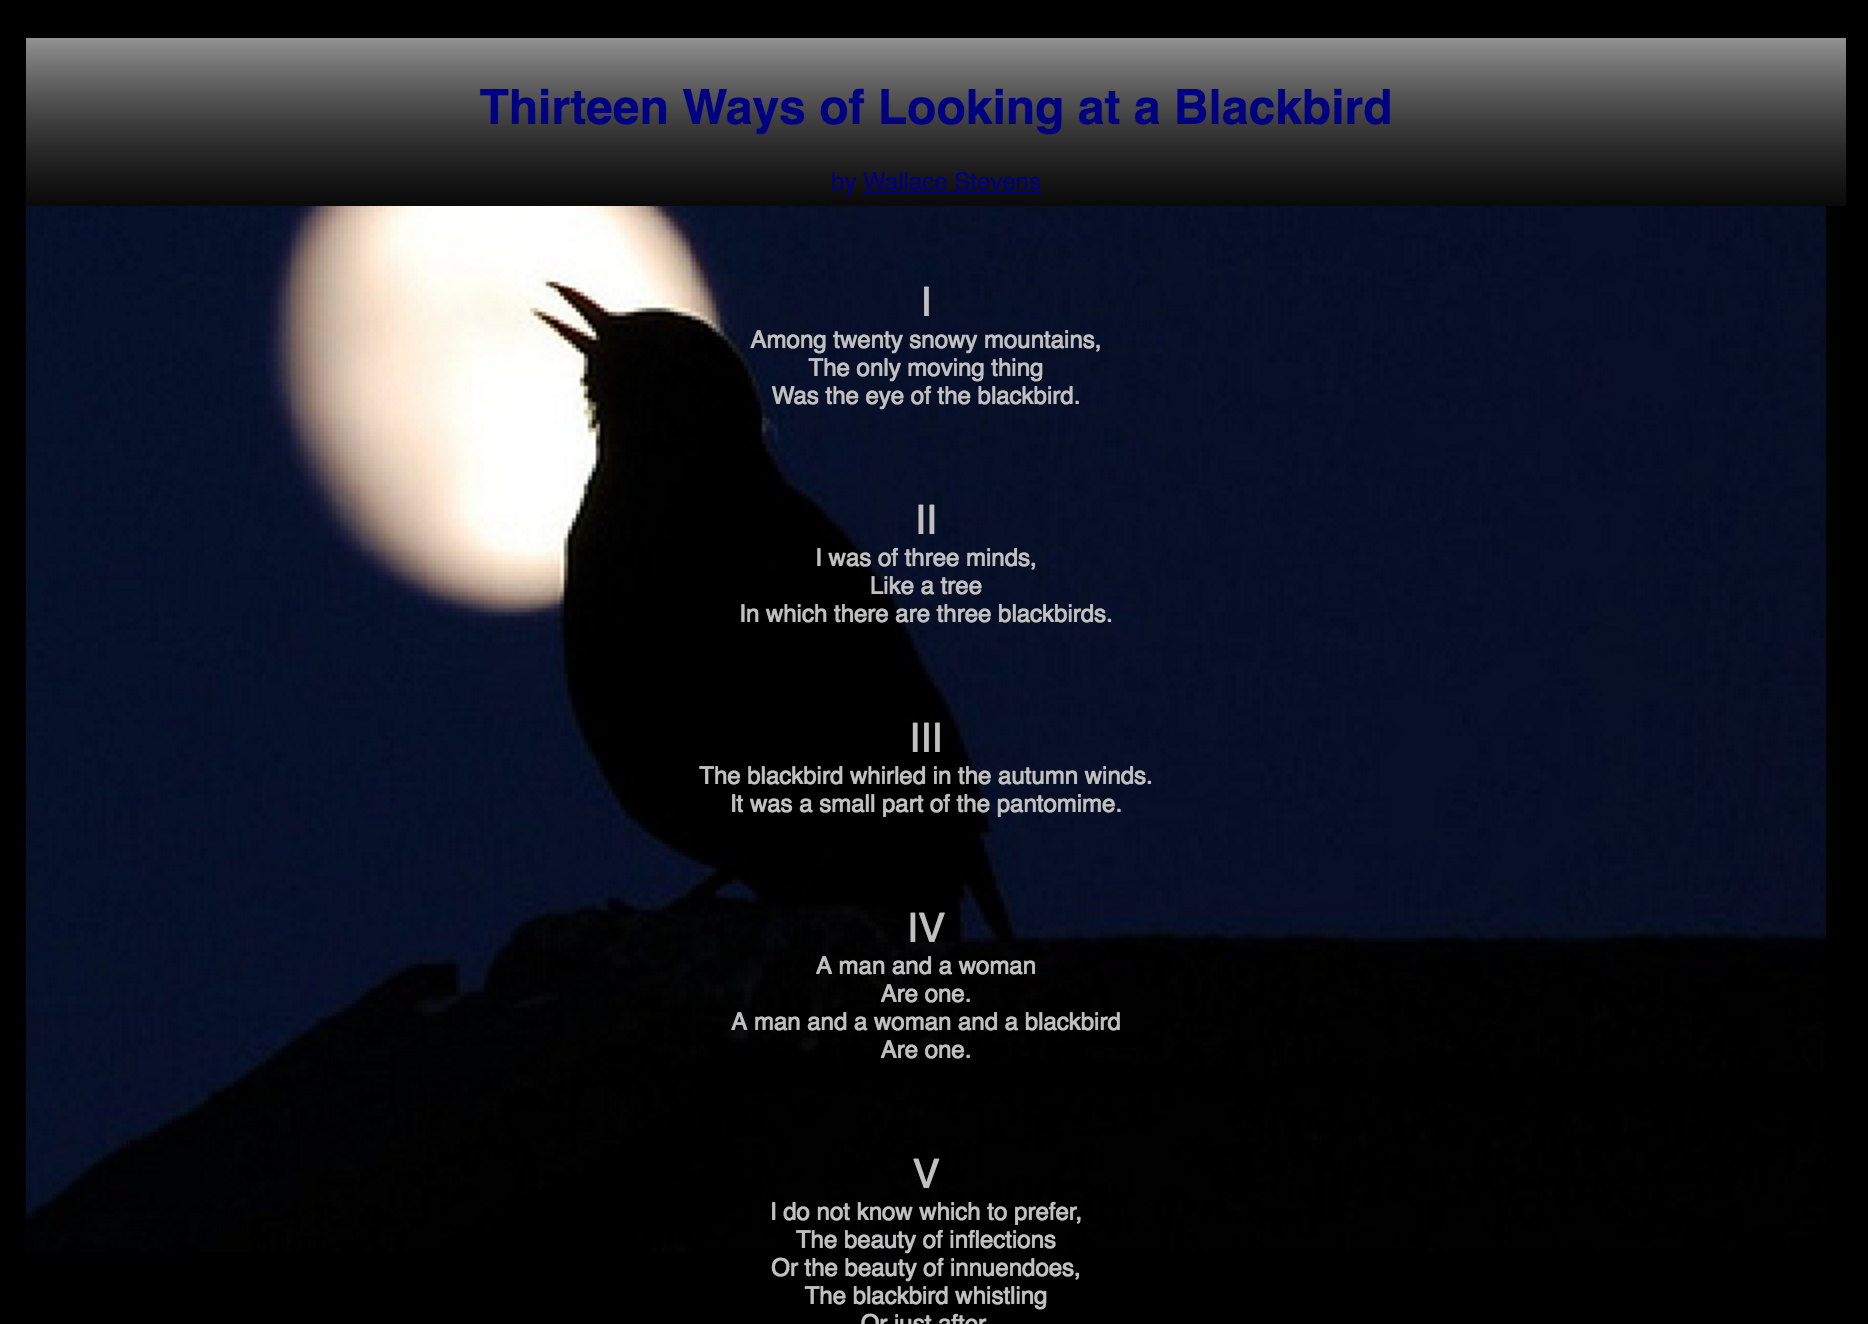 Thirteen Ways of Looking at a Blackbird
by Wallace Stevens
I
Among twenty snowy mountains,
The only moving thing
Was the eye of the blackbird.
II
I was of three minds,
Like a tree
In which there are three blackbirds.
III
The blackbird whirled in the autumn winds.
It was a small part of the pantomime.
IV
A man and a woman
Are one.
A man and a woman and a blackbird
Are one.
V
I do not know which to prefer,
The beauty of inflections
Or the beauty of innuendoes,
The blackbird whistling
Or just after.